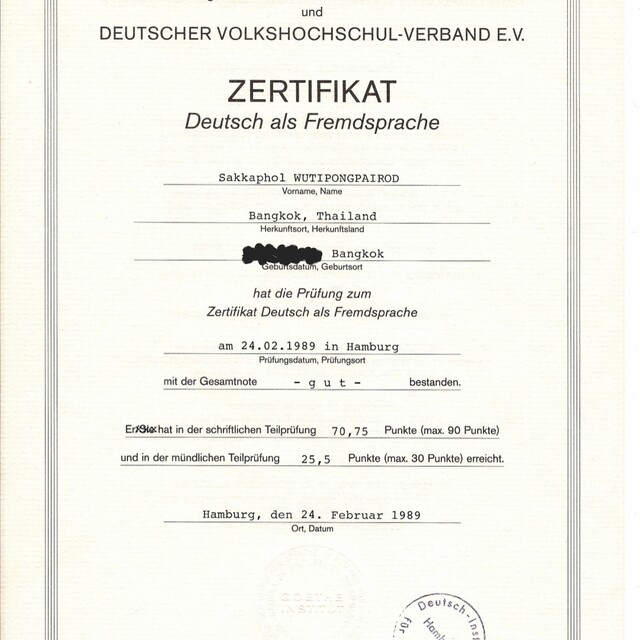 und
DEUTSCHER VOLKSHOCHSCHUL-VERBAND E.V.
ZERTIFIKAT
Deutsch als Fremdsprache
Sakkaphol WUTIPONGPAIROD
Vorname, Name
Bangkok, Thailand
Herkunftsort, Herkunftsland
Bangkok
Geburtsdatum, Geburtsort
hat die Prüfung zum
Zertifikat Deutsch als Fremdsprache
am 24.02.1989 in Hamburg
Prüfungsdatum, Prüfungsort
mit der Gesamtnote - g u t - bestanden.
Er/Sie hat in der schriftlichen Teilprüfung 70,75 Punkte (max. 90 Punkte)
und in der mündlichen Teilprüfung 25,5 Punkte (max. 30 Punkte) erreicht.
Hamburg, den 24. Februar 1989
Ort, Datum
GOETHE
INSTITUT
Deutsch-Inst
für
Hamb